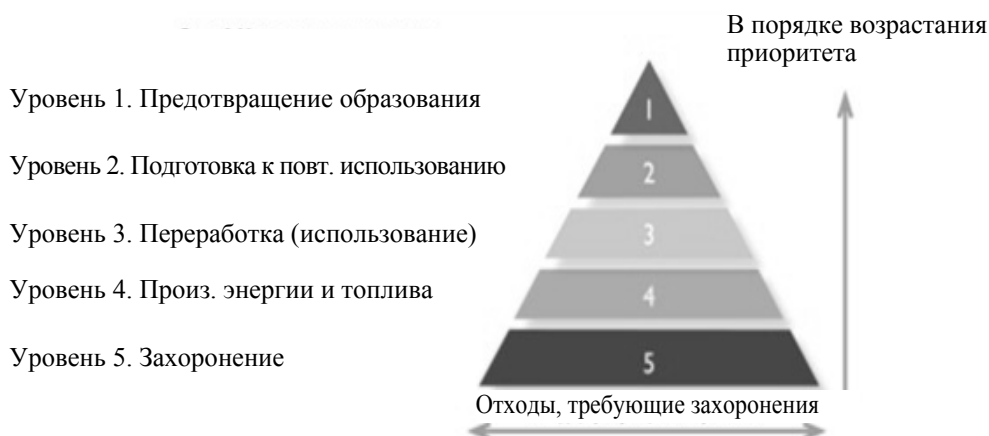 В порядке возрастания
приоритета
Уровень 1. Предотвращение образования
1
Уровень 2. Подготовка к повт. использованию
2
Уровень 3. Переработка (использование)
3
Уровень 4. Произ. энергии и топлива
4
Уровень 5. Захоронение
5
Отходы, требующие захоронения